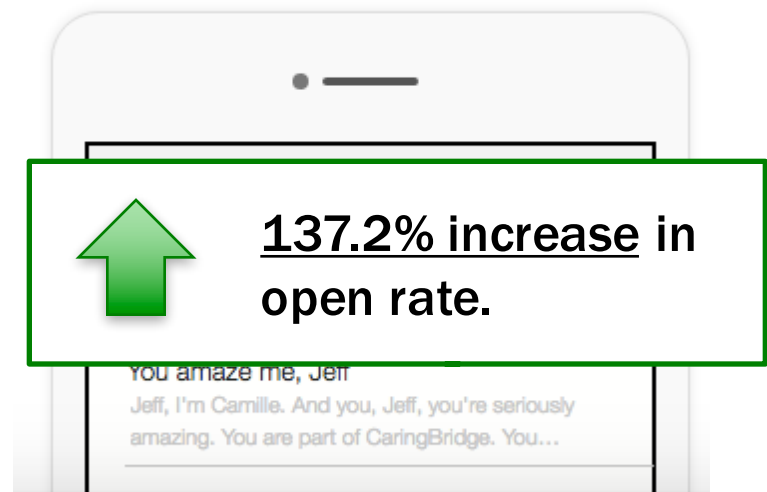 137.2% increase in
open rate.
You amaze me, Jeff
Jeff, I'm Camille. And you, Jeff, you're seriously
amazing. You are part of CaringBridge. You...